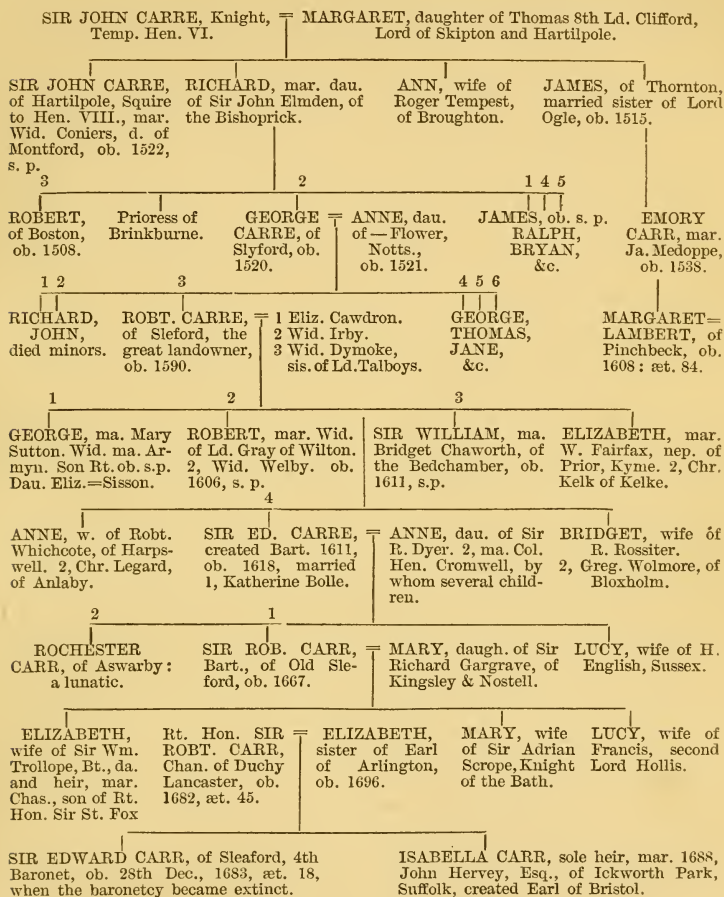 SIR JOHN CARRE, Knight, = MARGARET, daughter of Thomas 8th Ld. Clifford,
Temp. Hen. VI. Lord of Skipton and Hartilpole.
SIR JOHN CARRE,
of Hartilpole, Squire
to Hen. VIII., mar.
Wid. Coniers, d. of
Montford, ob. 1522,
s. p.
RICHARD, mar. dau.
of Sir John Elmden, of
the Bishoprick.
ANN, wife of
Roger Tempest,
of Broughton.
JAMES, of Thornton,
married sister of Lord
Ogle, ob. 1515.
3 2 1 4 5
ROBERT,
of Boston,
ob. 1508.
Prioress of
Brinkburne.
GEORGE =
CARRE, of
Slyford, ob.
1520.
ANNE, dau.
of — Flower,
Notts.,
ob. 1521.
JAMES, ob. s. p.
RALPH,
BRYAN,
&c.
EMORY
CARR, mar.
Ja. Medoppe,
ob. 1538.
1 2 3 4 5 6
RICHARD,
JOHN,
died minors.
ROBT. CARRE, =
of Sleford, the
great landowner,
ob. 1590.
1 Eliz. Cawdron.
2 Wid. Irby.
3 Wid. Dymoke,
sis. of Ld. Talboys.
GEORGE,
THOMAS,
JANE,
&c.
MARGARET=
LAMBERT, of
Pinchbeck, ob.
1608: æt. 84.
1 2 3
GEORGE, ma. Mary
Sutton. Wid. ma. Ar-
myn. Son Rt. ob. s.p.
Dau. Eliz.=Sisson.
ROBERT, mar. Wid.
of Ld. Gray of Wilton.
2, Wid. Welby. ob.
1606, s. p.
SIR WILLIAM, ma.
Bridget Chaworth, of
the Bedchamber, ob.
1611, s.p.
ELIZABETH, mar.
W. Fairfax, nep. of
Prior, Kyme. 2, Chr.
Kelk of Kelke.
4
ANNE, w. of Robt.
Whichcote, of Harps-
well. 2, Chr. Legard,
of Anlaby.
SIR ED. CARRE, =
created Bart. 1611,
ob. 1618, married
1, Katherine Bolle.
ANNE, dau. of Sir
R. Dyer. 2, ma. Col.
Hen. Cromwell, by
whom several child-
ren.
BRIDGET, wife of
R. Rossiter.
2, Greg. Wolmore, of
Bloxholm.
2 1
ROCHESTER
CARR, of Aswarby:
a lunatic.
SIR ROB. CARR, =
Bart., of Old Sle-
ford, ob. 1667.
MARY, daugh. of Sir
Richard Gargrave, of
Kingsley & Nostell.
LUCY, wife of H.
English, Sussex.
ELIZABETH,
wife of Sir Wm.
Trollope, Bt., da.
and heir, mar.
Chas., son of Rt.
Hon. Sir St. Fox
Rt. Hon. SIR =
ROBT. CARR,
Chan. of Duchy
Lancaster, ob.
1682, æt. 45.
ELIZABETH,
sister of Earl
of Arlington,
ob. 1696.
MARY, wife
of Sir Adrian
Scrope, Knight
of the Bath.
LUCY, wife of
Francis, second
Lord Hollis.
SIR EDWARD CARR, of Sleaford, 4th
Baronet, ob. 28th Dec., 1683, æt. 18,
when the baronetcy became extinct.
ISABELLA CARR, sole heir, mar. 1688,
John Hervey, Esq., of Ickworth Park,
Suffolk, created Earl of Bristol.